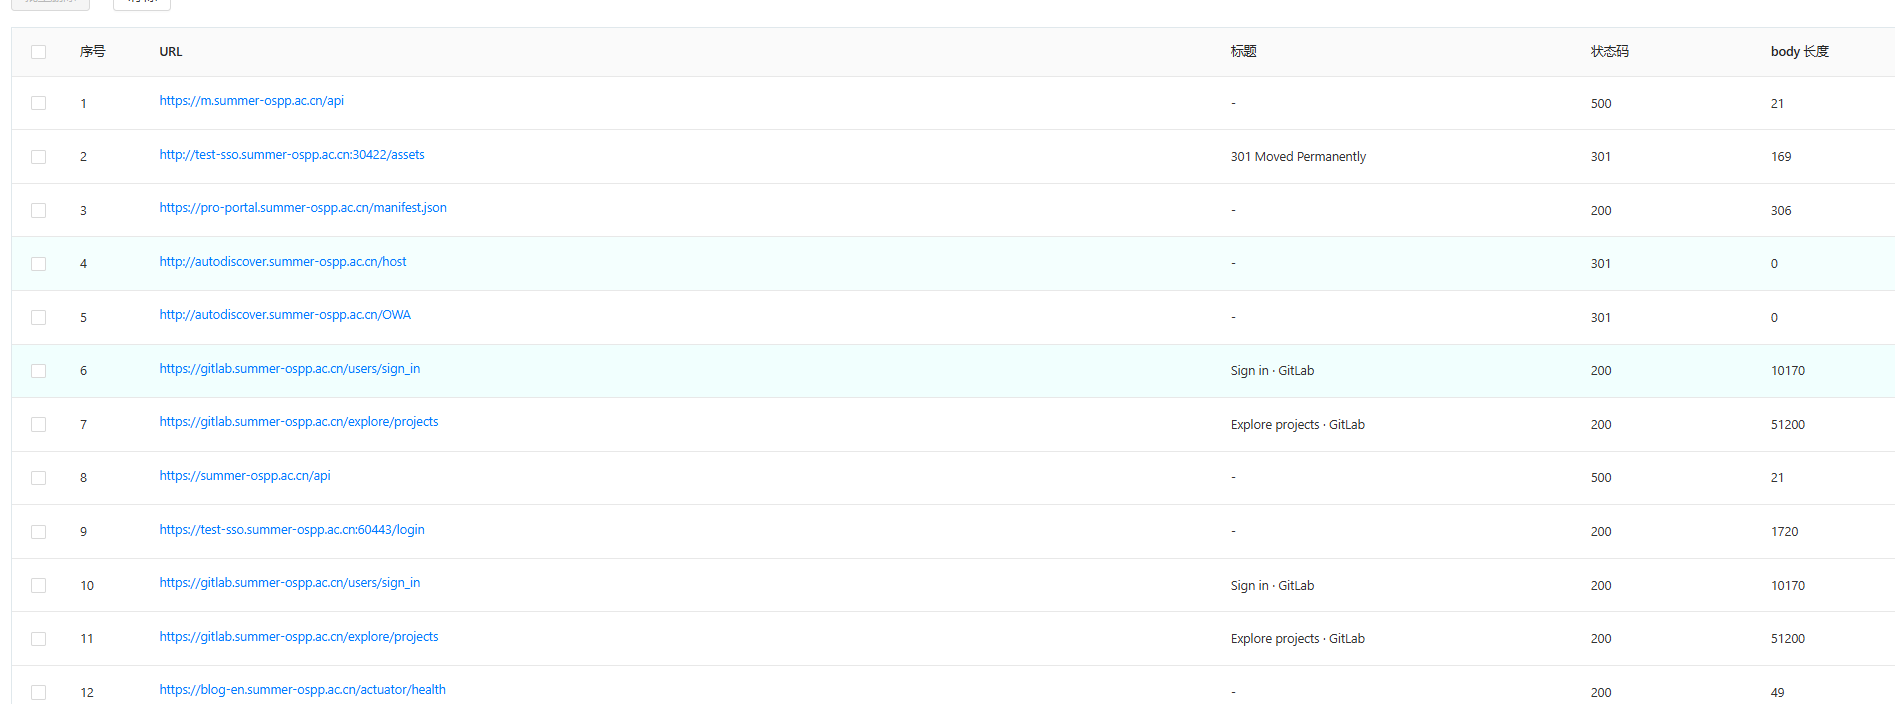 序号 URL 标题 状态码 body 长度
1 https://m.summer-ospp.ac.cn/api - 500 21
2 http://test-sso.summer-ospp.ac.cn:30422/assets 301 Moved Permanently 301 169
3 https://pro-portal.summer-ospp.ac.cn/manifest.json - 200 306
4 http://autodiscover.summer-ospp.ac.cn/host - 301 0
5 http://autodiscover.summer-ospp.ac.cn/OWA - 301 0
6 https://gitlab.summer-ospp.ac.cn/users/sign_in Sign in · GitLab 200 10170
7 https://gitlab.summer-ospp.ac.cn/explore/projects Explore projects · GitLab 200 51200
8 https://summer-ospp.ac.cn/api - 500 21
9 https://test-sso.summer-ospp.ac.cn:60443/login - 200 1720
10 https://gitlab.summer-ospp.ac.cn/users/sign_in Sign in · GitLab 200 10170
11 https://gitlab.summer-ospp.ac.cn/explore/projects Explore projects · GitLab 200 51200
12 https://blog-en.summer-ospp.ac.cn/actuator/health - 200 49